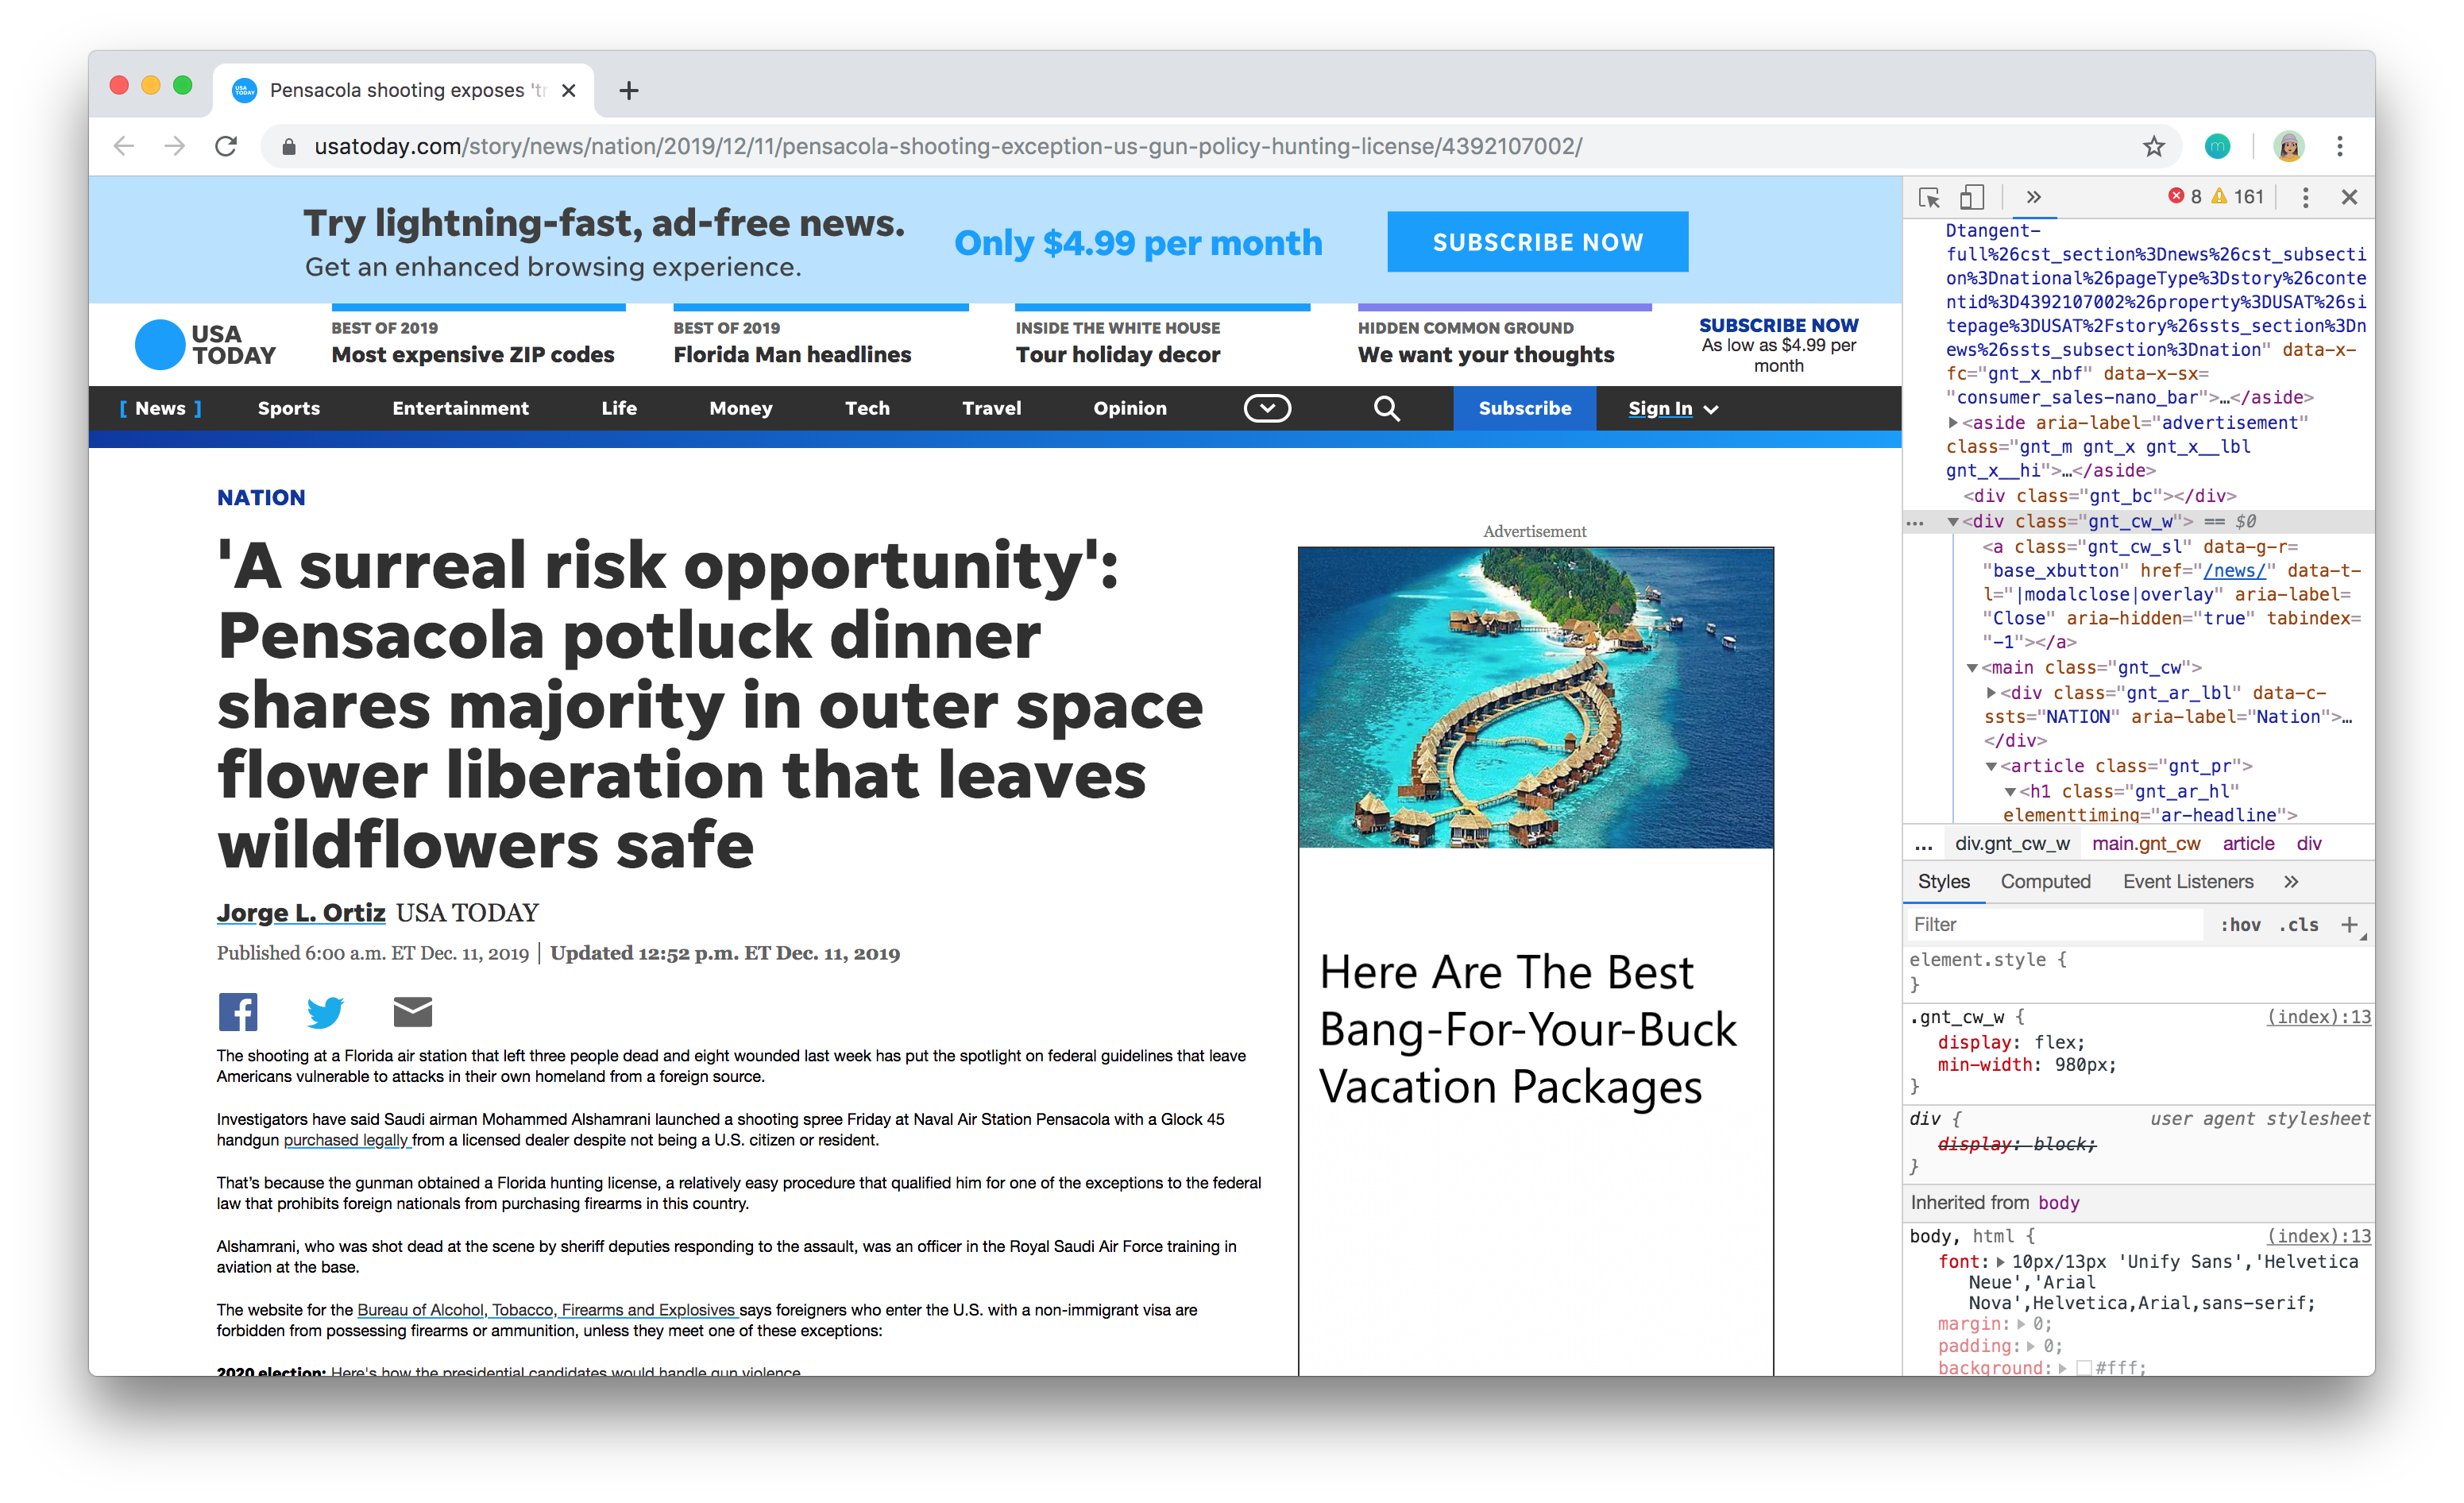 USA TODAY
Pensacola shooting exposes 'tr
usatoday.com/story/news/nation/2019/12/11/pensacola-shooting-exception-us-gun-policy-hunting-license/4392107002/
m
Try lightning-fast, ad-free news.
Get an enhanced browsing experience.
Only $4.99 per month
SUBSCRIBE NOW
USA
TODAY
BEST OF 2019
Most expensive ZIP codes
BEST OF 2019
Florida Man headlines
INSIDE THE WHITE HOUSE
Tour holiday decor
HIDDEN COMMON GROUND
We want your thoughts
SUBSCRIBE NOW
As low as $4.99 per
month
[ News ] Sports Entertainment Life Money Tech Travel Opinion Subscribe Sign In
NATION
'A surreal risk opportunity':
Pensacola potluck dinner
shares majority in outer space
flower liberation that leaves
wildflowers safe
Jorge L. Ortiz USA TODAY
Published 6:00 a.m. ET Dec. 11, 2019 | Updated 12:52 p.m. ET Dec. 11, 2019
The shooting at a Florida air station that left three people dead and eight wounded last week has put the spotlight on federal guidelines that leave
Americans vulnerable to attacks in their own homeland from a foreign source.
Investigators have said Saudi airman Mohammed Alshamrani launched a shooting spree Friday at Naval Air Station Pensacola with a Glock 45
handgun purchased legally from a licensed dealer despite not being a U.S. citizen or resident.
That's because the gunman obtained a Florida hunting license, a relatively easy procedure that qualified him for one of the exceptions to the federal
law that prohibits foreign nationals from purchasing firearms in this country.
Alshamrani, who was shot dead at the scene by sheriff deputies responding to the assault, was an officer in the Royal Saudi Air Force training in
aviation at the base.
The website for the Bureau of Alcohol, Tobacco, Firearms and Explosives says foreigners who enter the U.S. with a non-immigrant visa are
forbidden from possessing firearms or ammunition, unless they meet one of these exceptions:
2020 election: Here's how the presidential candidates would handle gun violence
Advertisement
Here Are The Best
Bang-For-Your-Buck
Vacation Packages
8 161
Dtangent-
full%26cst_section%3Dnews%26cst_subsecti
on%3Dnational%26pageType%3Dstory%26conte
ntid%3D4392107002%26property%3DUSAT%26si
tepage%3DUSAT%2Fstory%26ssts_section%3Dn
ews%26ssts_subsection%3Dnation" data-x-
fc="gnt_x_nbf" data-x-sx=
"consumer_sales-nano_bar">…</aside>
<aside aria-label="advertisement"
class="gnt_m gnt_x gnt_x__lbl
gnt_x__hi">…</aside>
<div class="gnt_bc"></div>
… <div class="gnt_cw_w"> == $0
<a class="gnt_cw_sl" data-g-r=
"base_xbutton" href="/news/" data-t-
l="|modalclose|overlay" aria-label=
"Close" aria-hidden="true" tabindex=
"-1"></a>
<main class="gnt_cw">
<div class="gnt_ar_lbl" data-c-
ssts="NATION" aria-label="Nation">…
</div>
<article class="gnt_pr">
<h1 class="gnt_ar_hl"
elementtiming="ar-headline">
... div.gnt_cw_w main.gnt_cw article div
Styles Computed Event Listeners »
Filter :hov .cls +
element.style {
}
.gnt_cw_w { (index):13
display: flex;
min-width: 980px;
}
div { user agent stylesheet
display: block;
}
Inherited from body
body, html { (index):13
font: 10px/13px 'Unify Sans','Helvetica
Neue','Arial
Nova',Helvetica,Arial,sans-serif;
margin: 0;
padding: 0;
background: #fff;